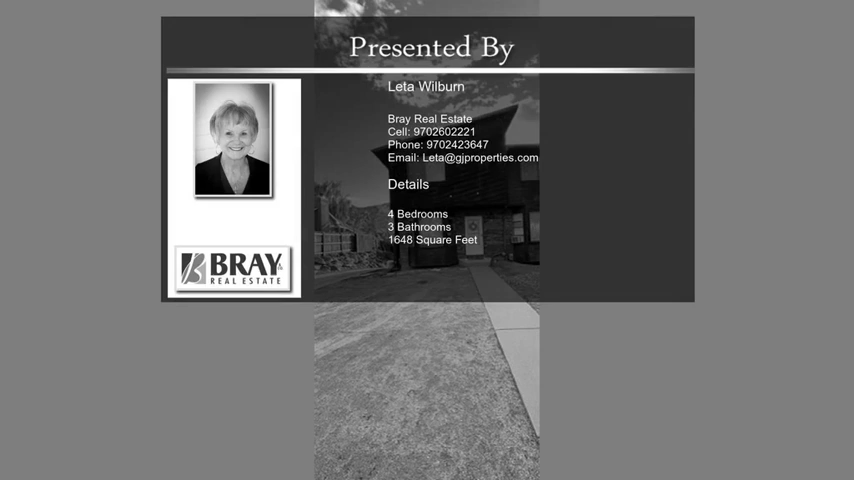 Presented By
Leta Wilburn
Bray Real Estate
Cell: 9702602221
Phone: 9702423647
Email: Leta@gjproperties.com
Details
4 Bedrooms
3 Bathrooms
1648 Square Feet
BRAY
REAL ESTATE